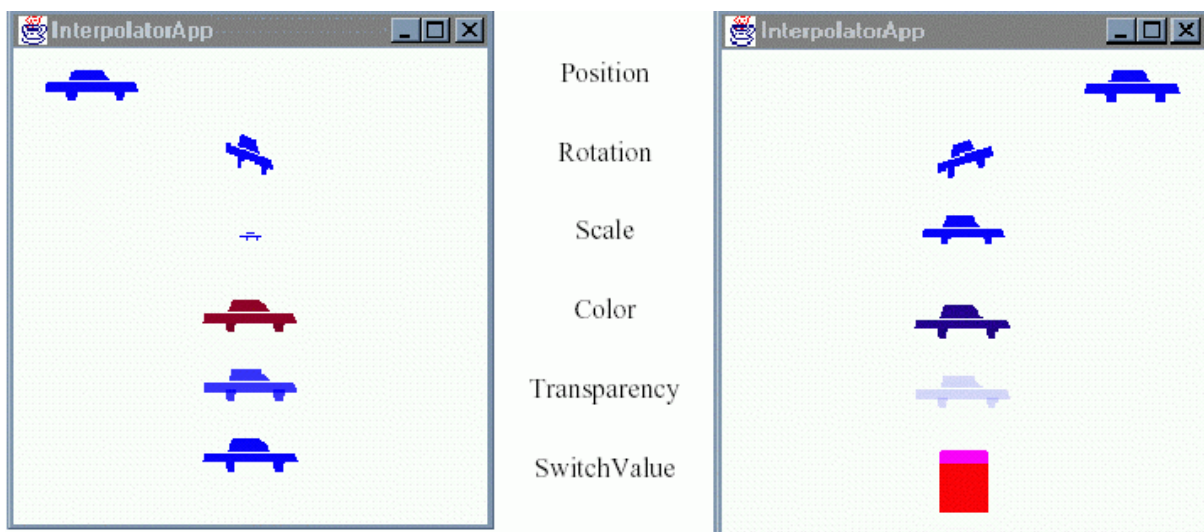 InterpolatorApp
InterpolatorApp
Position
Rotation
Scale
Color
Transparency
SwitchValue